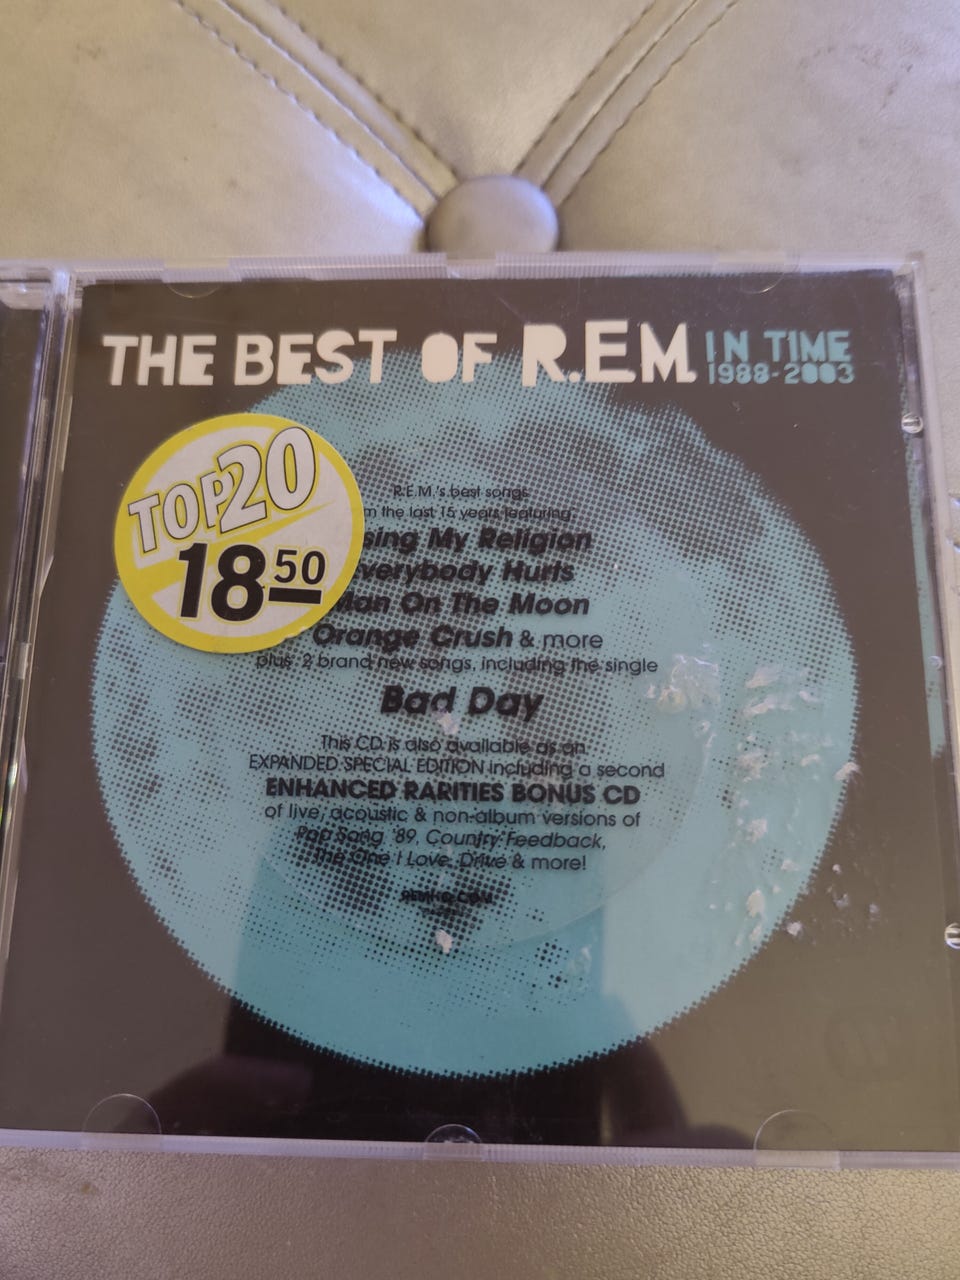 THE BEST OF R.E.M. IN TIME
1988-2003
TOP 20
18 50
R.E.M.'s best songs
the last 15 years featuring:
My Religion
Hurts
Man On The Moon
Orange Crush & more
plus 2 brand new songs, including the single
Bad Day
This CD is also available as an
EXPANDED SPECIAL EDITION including a second
ENHANCED RARITIES BONUS CD
of live, acoustic & non-album versions of
Pop Song '89, Country Feedback,
The One I Love, Drive & more!